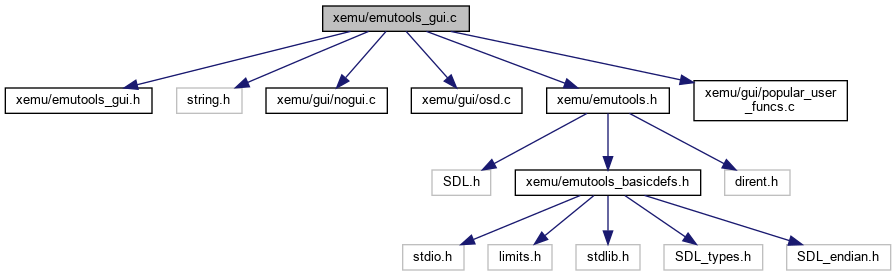 xemu/emutools_gui.c
xemu/emutools_gui.h
string.h
xemu/gui/nogui.c
xemu/gui/osd.c
xemu/emutools.h
xemu/gui/popular_user
_funcs.c
SDL.h
xemu/emutools_basicdefs.h
dirent.h
stdio.h
limits.h
stdlib.h
SDL_types.h
SDL_endian.h